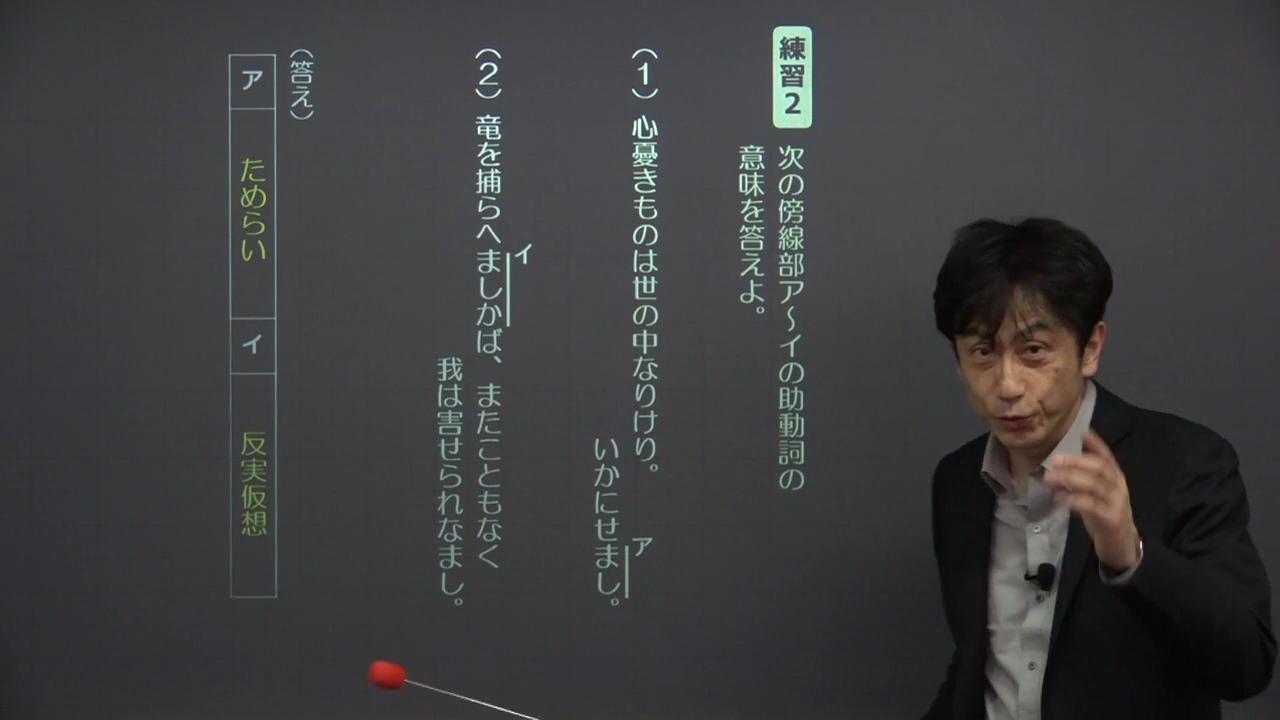 練習2
次の傍線部ア～イの助動詞の
意味を答えよ。
（1）心憂きものは世の中なりけり。
いかにせまし。
ア
（2）竜を捕らへましかば、またこともなく
イ
我は害せられなまし。
（答え）
ア ためらい イ 反実仮想